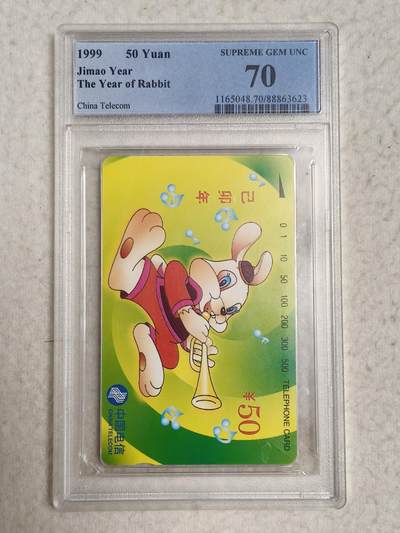 1999 50 Yuan
Jimao Year
The Year of Rabbit
China Telecom
SUPREME GEM UNC
70
1165048.70/88863623
己卯年
0 1 10 50 100 200 300 500 TELEPHONE CARD
¥50
中国电信
CHINA TELECOM